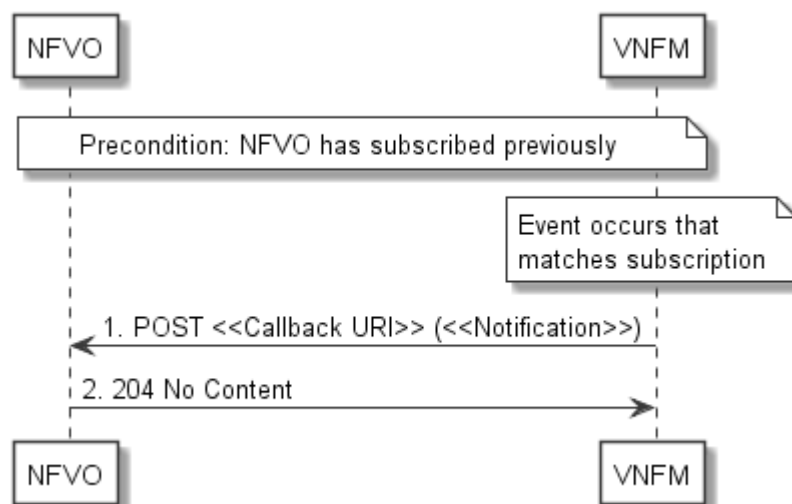 NFVO
VNFM
Precondition: NFVO has subscribed previously
Event occurs that
matches subscription
1. POST <<Callback URI>> (<<Notification>>)
2. 204 No Content
NFVO
VNFM